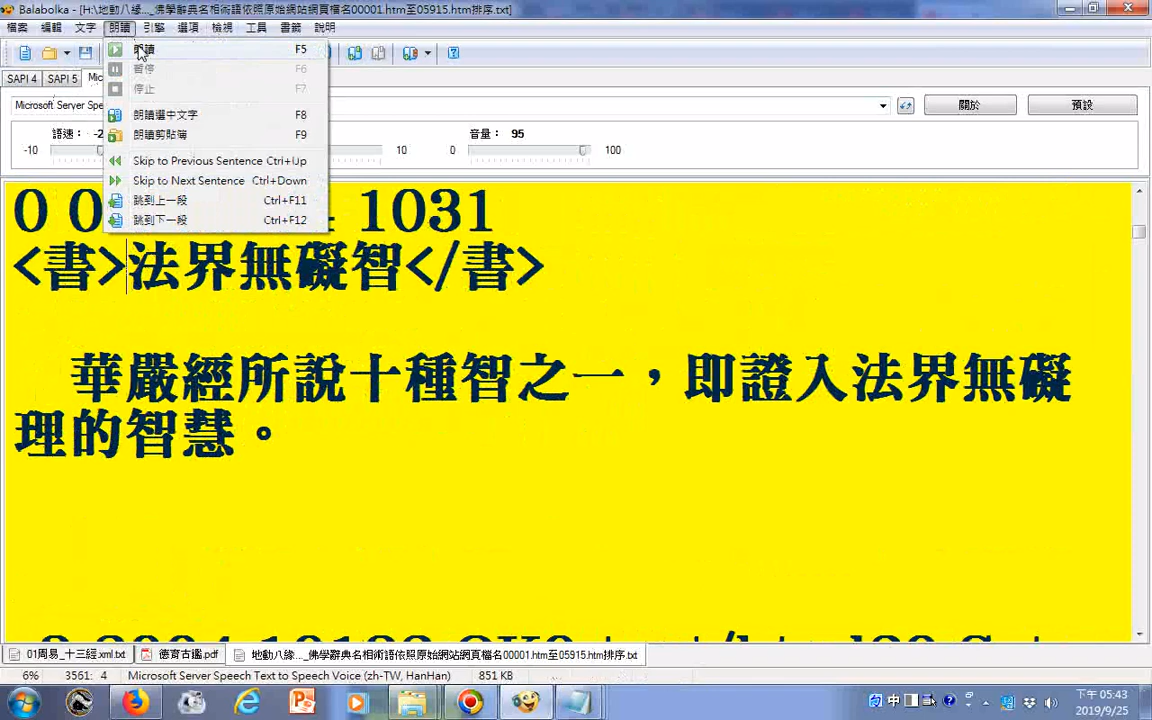 Balabolka - [H:\地動八緣..._佛學辭典名相術語依照原始網站網頁檔名00001.htm至05915.htm排序.txt]
檔案 編輯 文字 朗讀 引擎 選項 檢視 工具 書籤 說明
朗讀 F5
暫停 F6
停止 F7
朗讀選中文字 F8
朗讀剪貼簿 F9
Skip to Previous Sentence Ctrl+Up
Skip to Next Sentence Ctrl+Down
跳到上一段 Ctrl+F11
跳到下一段 Ctrl+F12
SAPI 4 SAPI 5
Microsoft Server Spe 關於 預設
語速： -2 音量： 95
-10 10 0 100
1031
<書>法界無礙智</書>
華嚴經所說十種智之一，即證入法界無礙
理的智慧。
01周易_十三經.xml.txt 德育古鑑.pdf 地動八緣..._佛學辭典名相術語依照原始網站網頁檔名00001.htm至05915.htm排序.txt
6% 3561: 4 Microsoft Server Speech Text to Speech Voice (zh-TW, HanHan) 851 KB
中 下午 05:43
2019/9/25